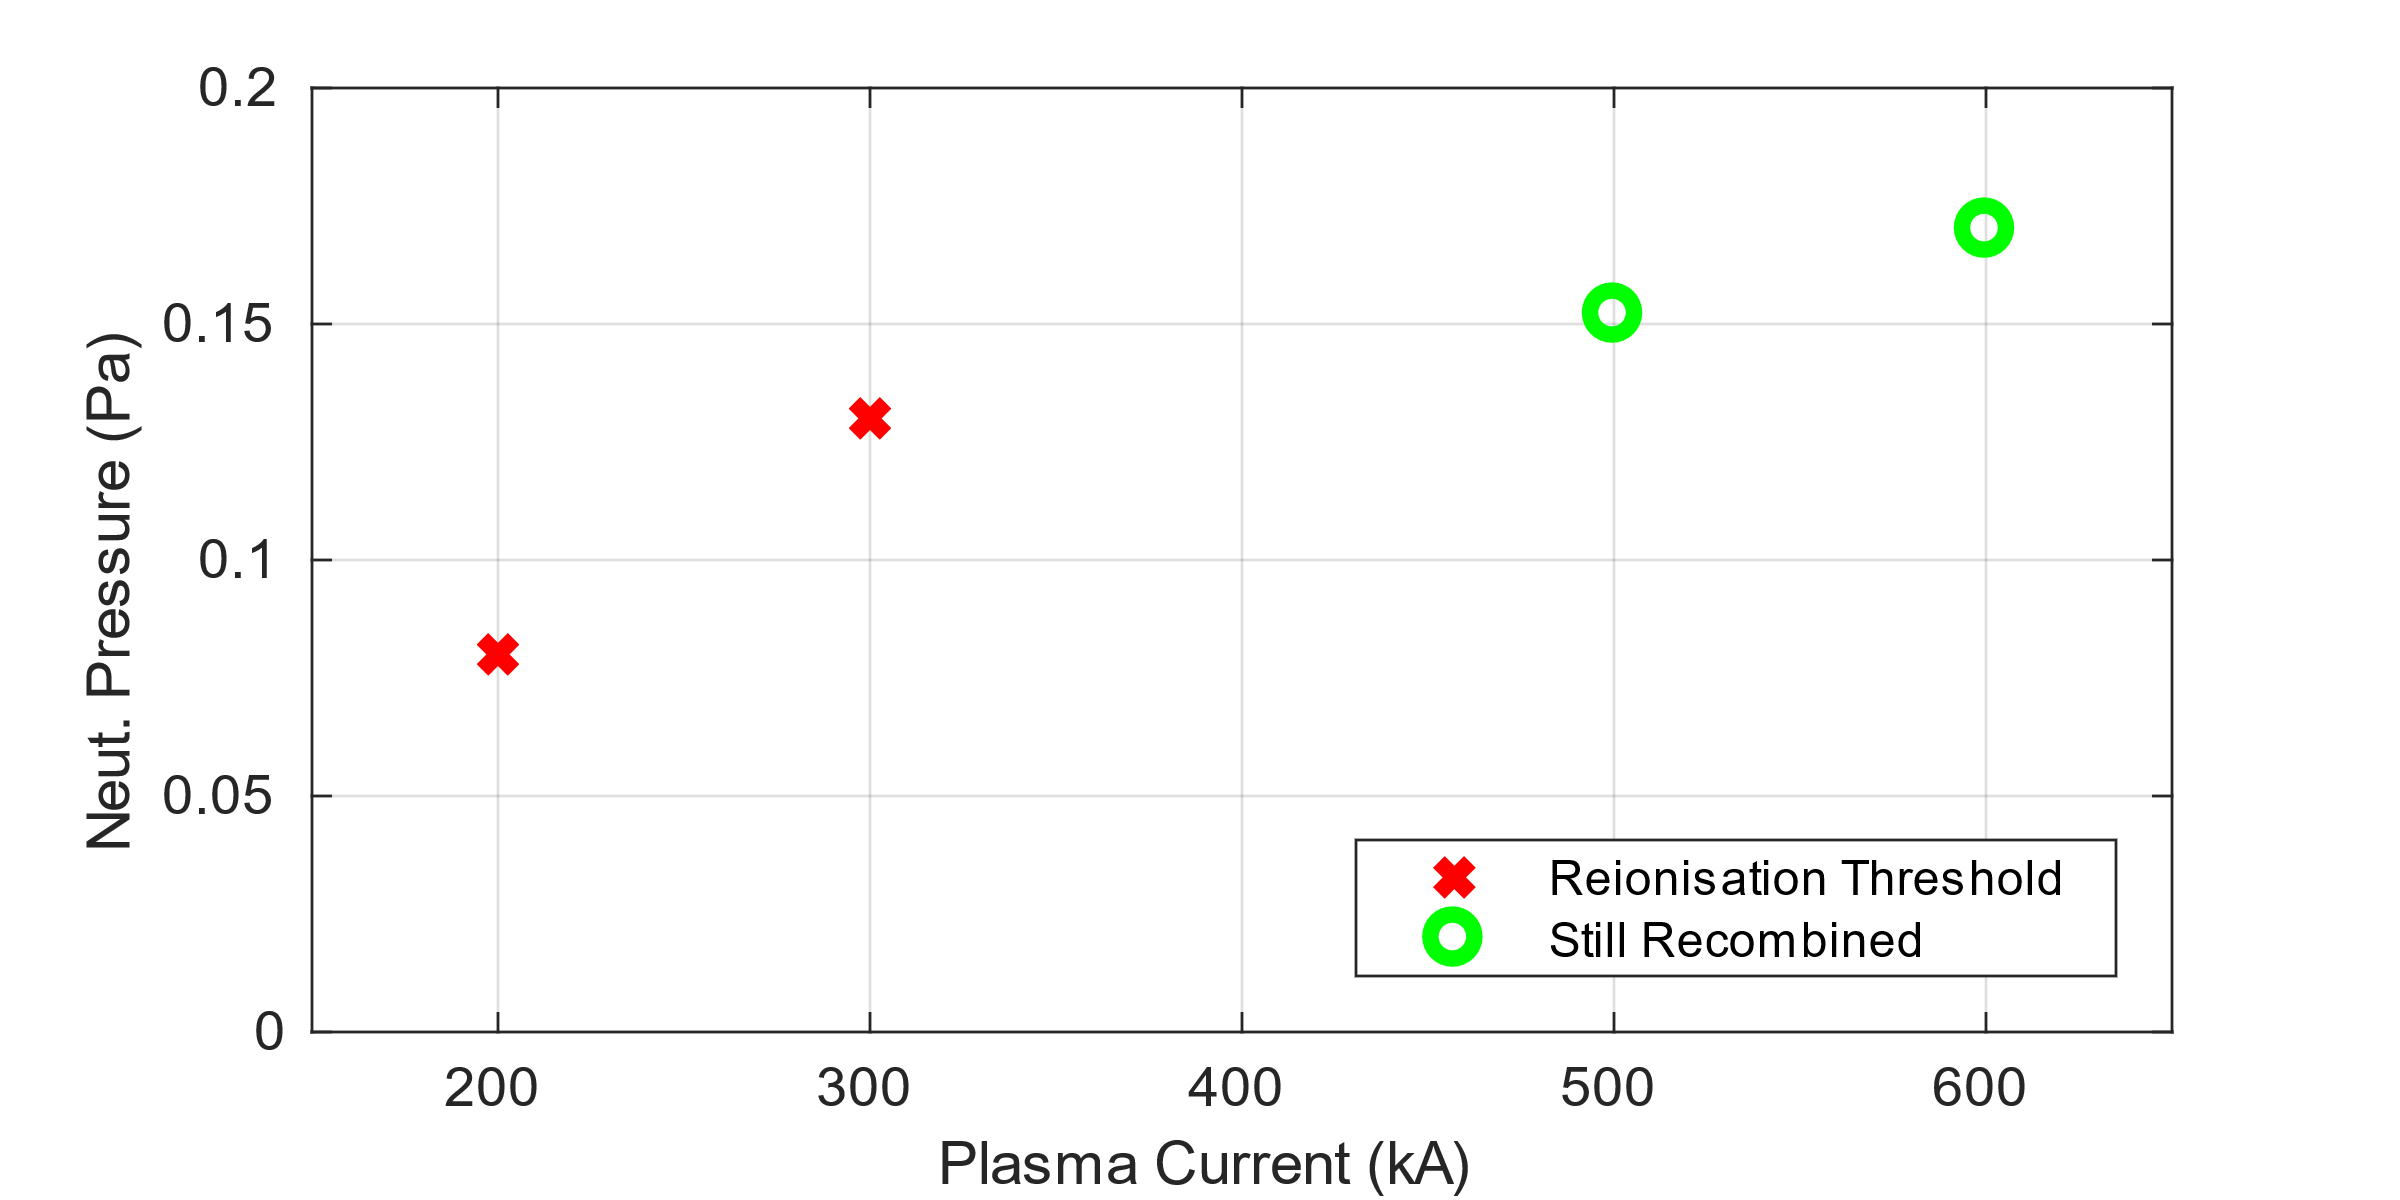 0.2
0.15
0.1
0.05
0
Neut. Pressure (Pa)
Reionisation Threshold
Still Recombined
200 300 400 500 600
Plasma Current (kA)